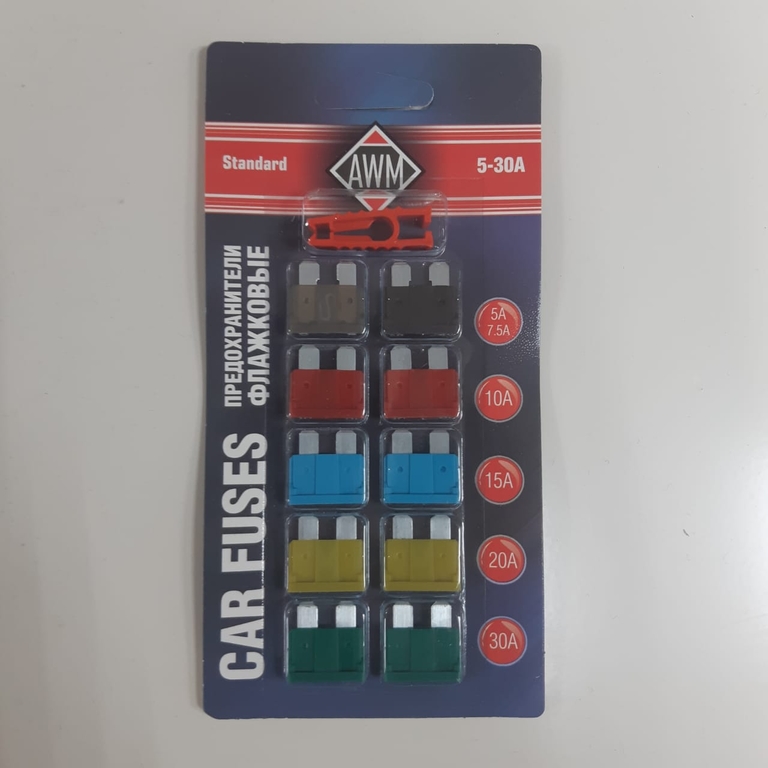 Standard
AWM
5-30A
ПРЕДОХРАНИТЕЛИ
ФЛАЖКОВЫЕ
CAR FUSES
5A
7.5A
10A
15A
20A
30A